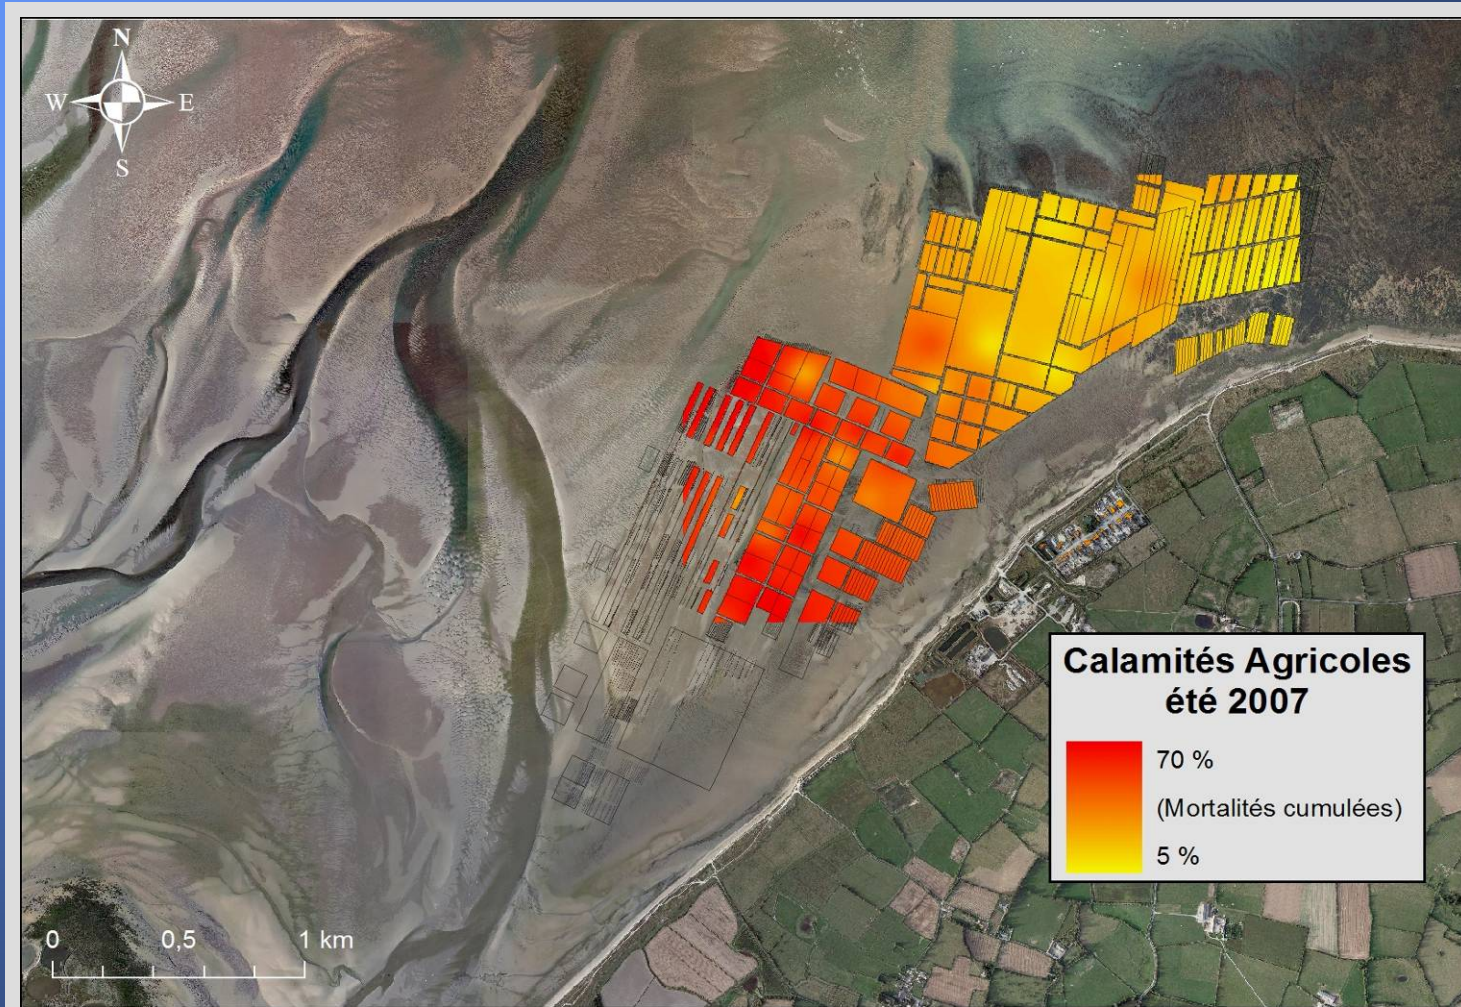 N
W E
S
Calamités Agricoles
été 2007
70 %
(Mortalités cumulées)
5 %
0 0,5 1 km